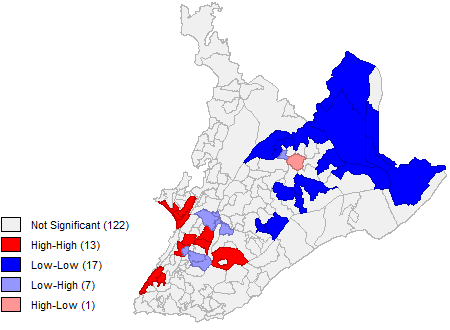 Not Significant (122)
High-High (13)
Low-Low (17)
Low-High (7)
High-Low (1)